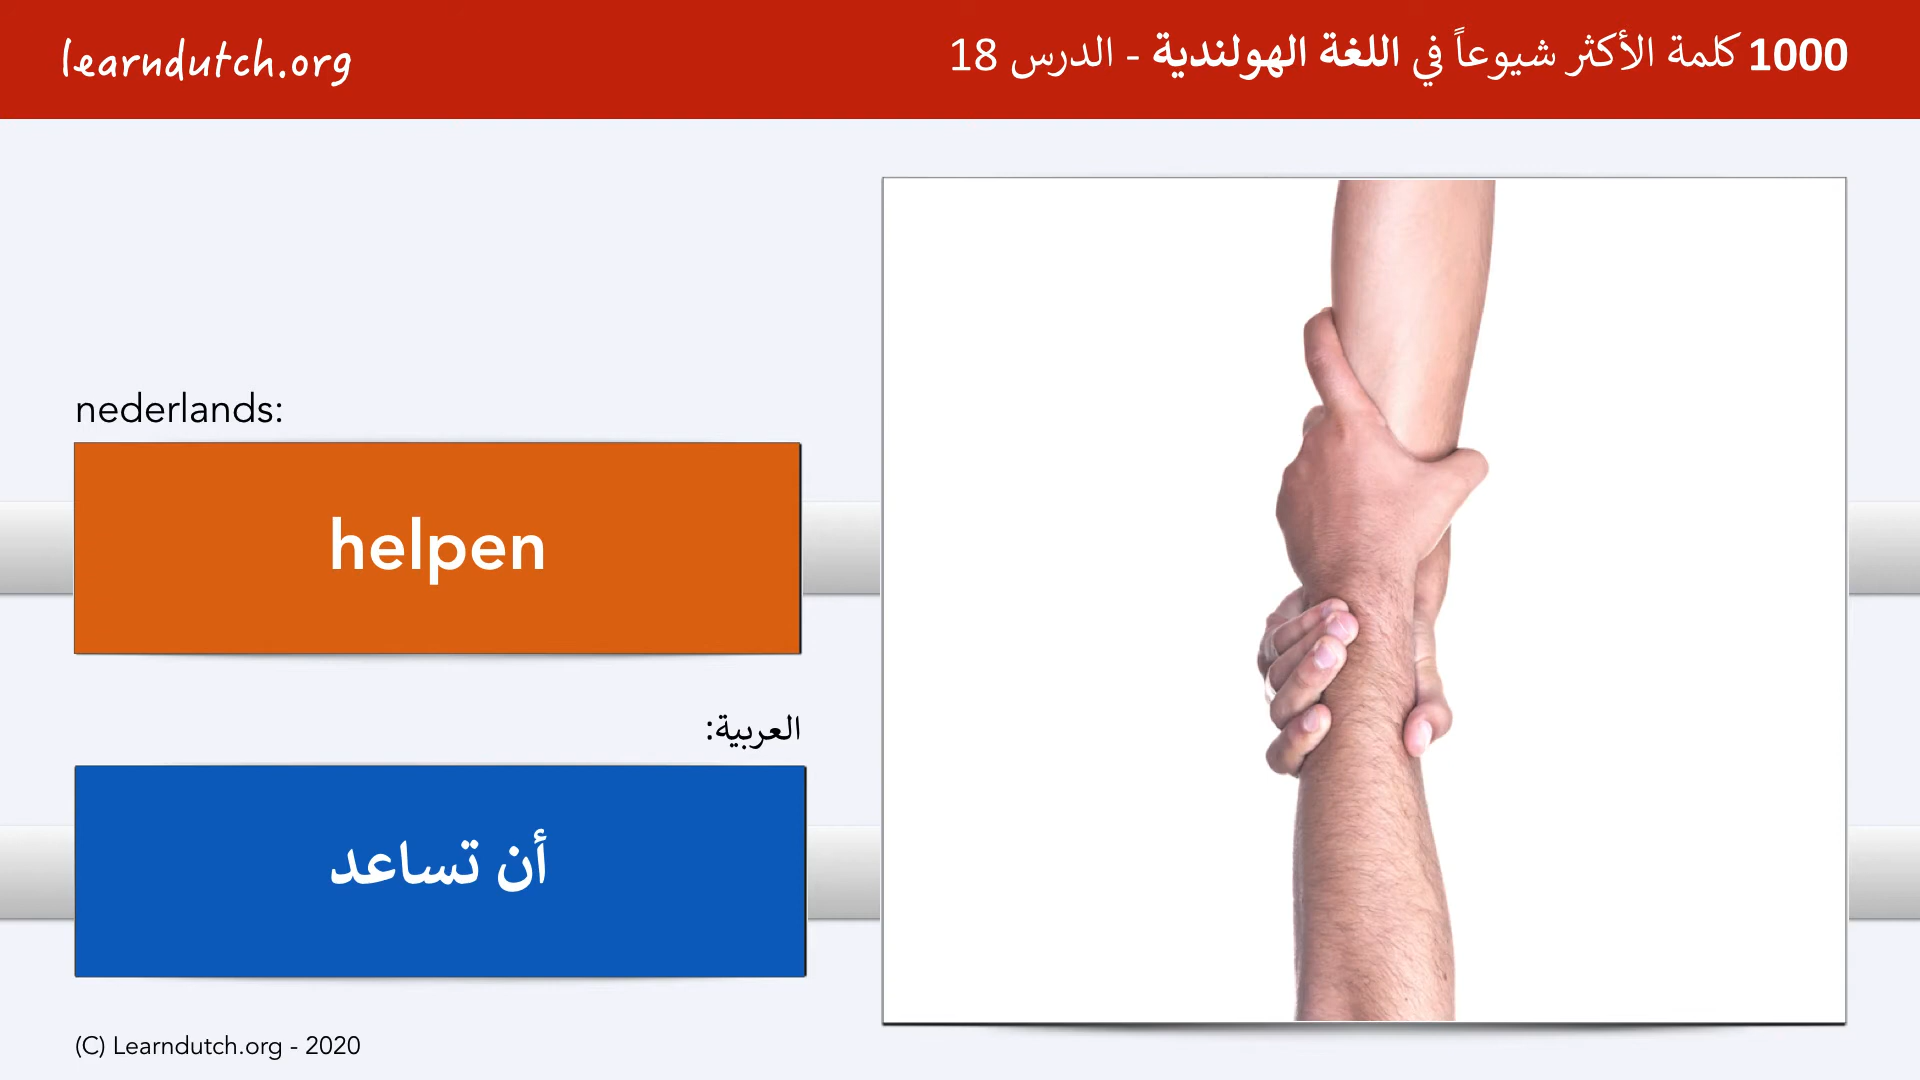 learndutch.org
1000 كلمة الأكثر شيوعاً في اللغة الهولندية - الدرس 18
nederlands:
helpen
العربية:
أن تساعد
(C) Learndutch.org - 2020